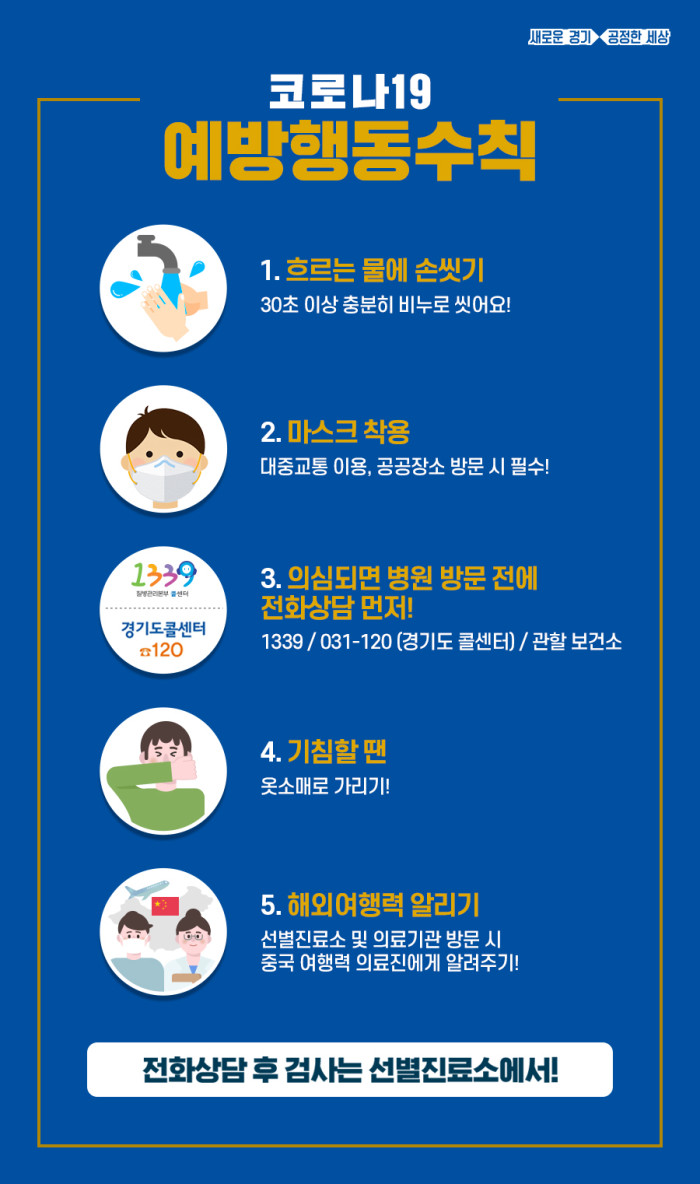 새로운 경기 공정한 세상
코로나19
예방행동수칙
1. 흐르는 물에 손씻기
30초 이상 충분히 비누로 씻어요!
2. 마스크 착용
대중교통 이용, 공공장소 방문 시 필수!
1339
질병관리본부 콜센터
경기도콜센터
☎120
3. 의심되면 병원 방문 전에
전화상담 먼저!
1339 / 031-120 (경기도 콜센터) / 관할 보건소
4. 기침할 땐
옷소매로 가리기!
5. 해외여행력 알리기
선별진료소 및 의료기관 방문 시
중국 여행력 의료진에게 알려주기!
전화상담 후 검사는 선별진료소에서!